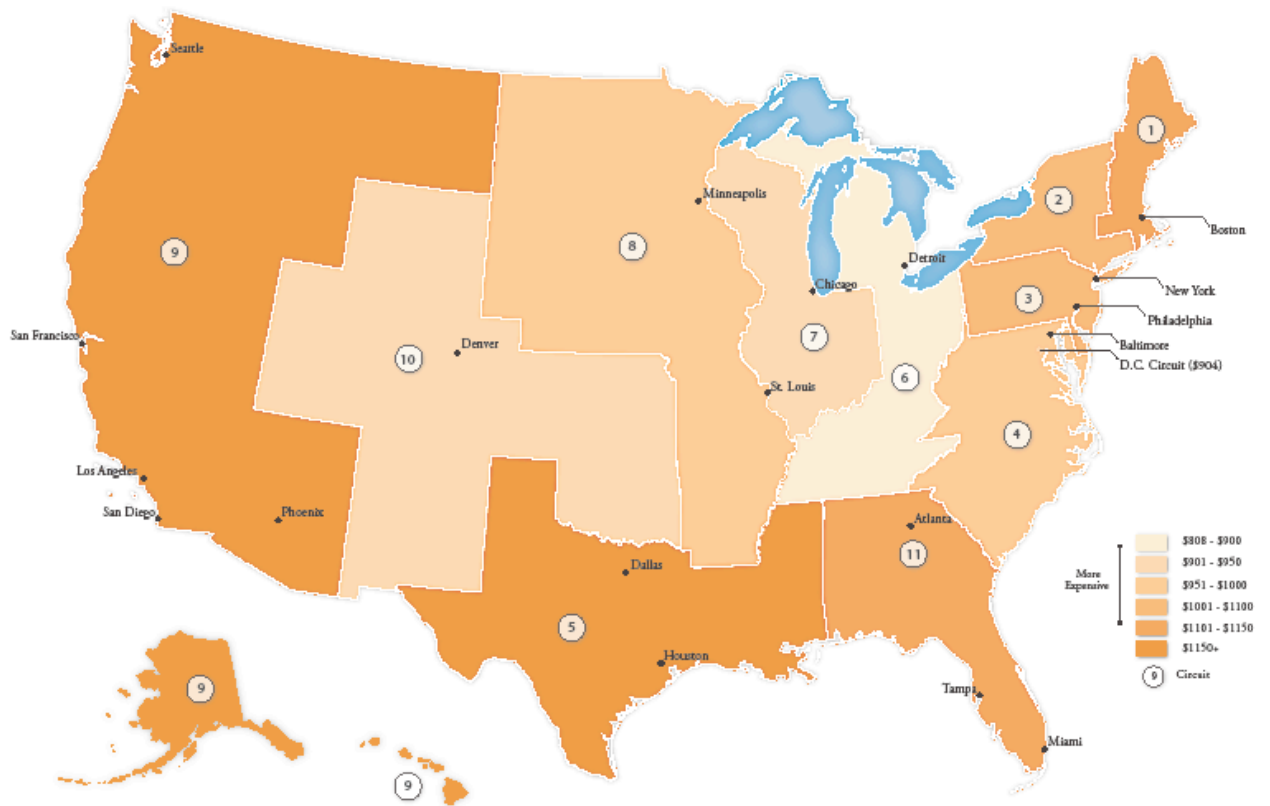 Seattle
1
Minneapolis
2
8
9
Boston
Detroit
Chicago
New York
3
Philadelphia
San Francisco
Denver
7
Baltimore
10
D.C. Circuit ($904)
6
St. Louis
4
Los Angeles
San Diego
Phoenix
Atlanta
11
Dallas
5
Houston
Tampa
Miami
9
9
More
Expensive
$808 - $900
$901 - $950
$951 - $1000
$1001 - $1100
$1101 - $1150
$1150+
9 Circuit